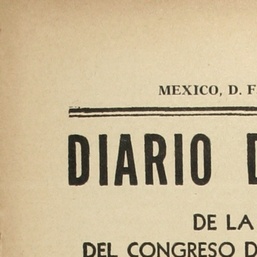 MEXICO, D. F
DIARIO D
DE LA
DEL CONGRESO D